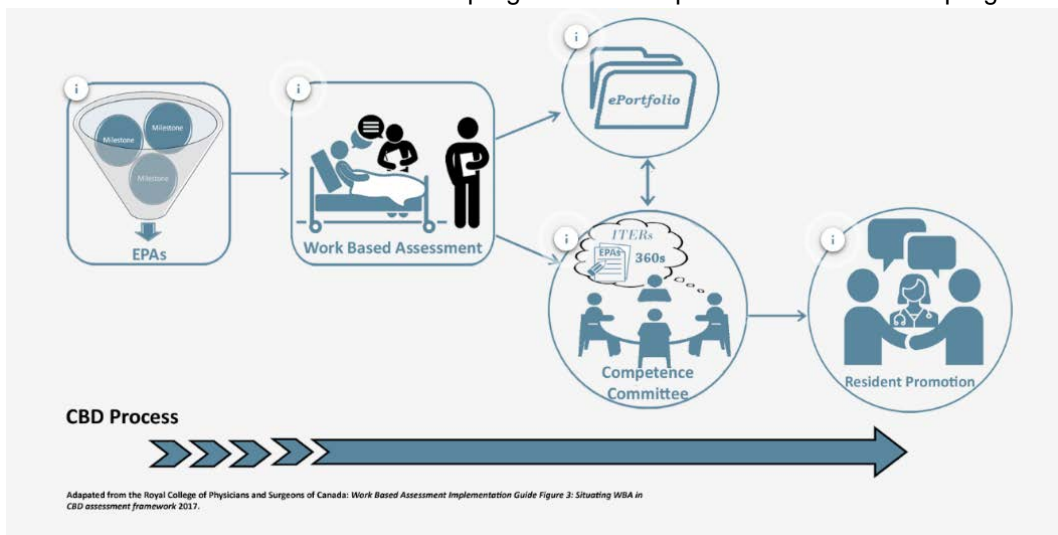 i
i
i
i
i
Milestone
Milestone
Milestone
EPAs
Work Based Assessment
ePortfolio
ITERs
EPAs
360s
Competence
Committee
Resident Promotion
CBD Process
Adapated from the Royal College of Physicians and Surgeons of Canada: Work Based Assessment Implementation Guide Figure 3: Situating WBA in
CBD assessment framework 2017.